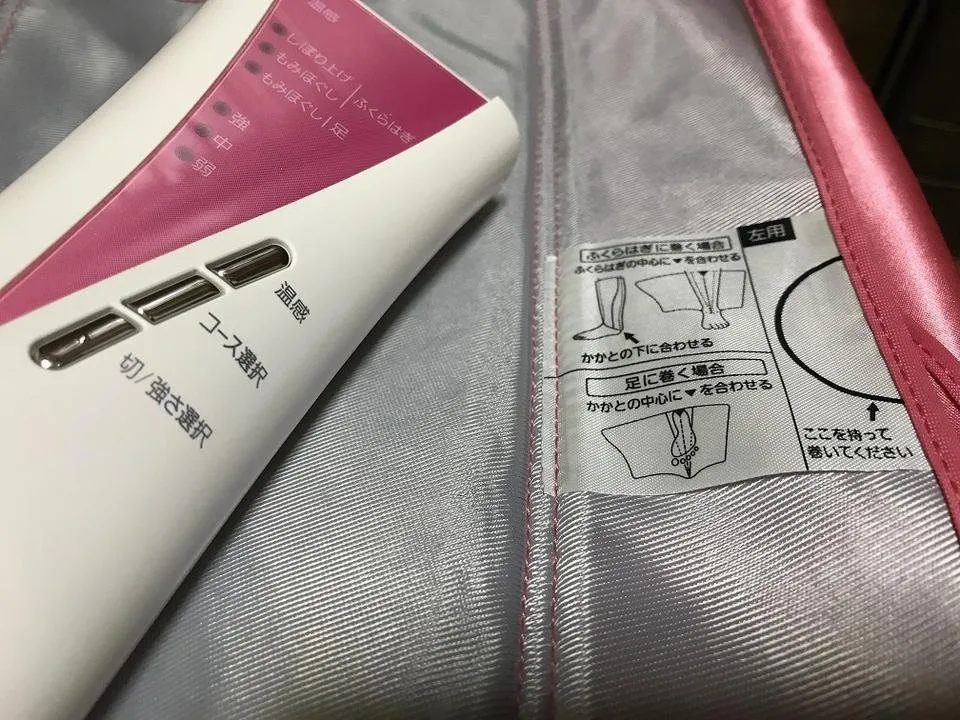 温感
しぼり上げ
もみほぐし|ふくらはぎ
もみほぐし|足
強
中
弱
温感
コース選択
切/強さ選択
左用
ふくらはぎに巻く場合
ふくらはぎの中心に▼を合わせる
かかとの下に合わせる
足に巻く場合
かかとの中心に▼を合わせる
ここを持って
巻いてください